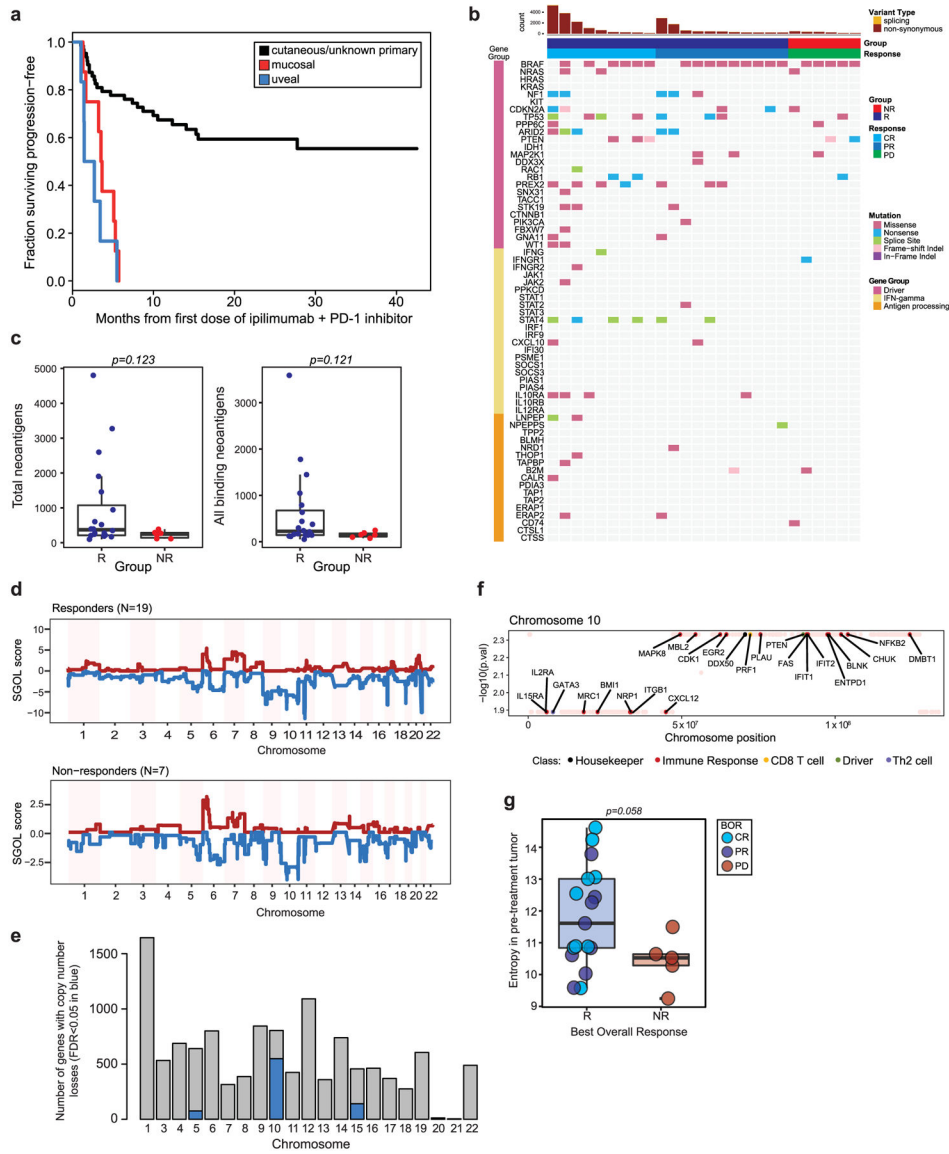 a
1.0
0.8
0.6
0.4
0.2
0.0
cutaneous/unknown primary
mucosal
uveal
Fraction surviving progression−free
0 10 20 30 40
Months from first dose of ipilimumab + PD-1 inhibitor
b
count
4000
2000
0
Variant Type
splicing
non-synonymous
Gene
Group
Group
Response
BRAF
NRAS
HRAS
KRAS
NF1
KIT
CDKN2A
TP53
PPP6C
ARID2
PTEN
IDH1
MAP2K1
DDX3X
RAC1
RB1
PREX2
SNX31
TACC1
STK19
CTNNB1
PIK3CA
FBXW7
GNA11
WT1
IFNG
IFNGR1
IFNGR2
JAK1
JAK2
PPKCD
STAT1
STAT2
STAT3
STAT4
IRF1
IRF9
CXCL10
IFI30
PSME1
SOCS1
SOCS3
PIAS1
PIAS4
IL10RA
IL10RB
IL12RA
LNPEP
NPEPPS
TPP2
BLMH
NRD1
THOP1
TAPBP
B2M
CALR
PDIA3
TAP1
TAP2
ERAP1
ERAP2
CD74
CTSL1
CTSS
Group
NR
R
Response
CR
PR
PD
Mutation
Missense
Nonsense
Splice Site
Frame-shift Indel
In-Frame Indel
Gene Group
Driver
IFN-gamma
Antigen processing
c
p=0.123
5000
4000
3000
2000
1000
0
Total neoantigens
R NR
Group
p=0.121
3000
2000
1000
0
All binding neoantigens
R NR
Group
d
Responders (N=19)
10
5
0
−5
−10
SGOL score
1 2 3 4 5 6 7 8 9 10 11 12 13 14 16 18 20 22
Chromosome
Non-responders (N=7)
2.5
0.0
−2.5
SGOL score
1 2 3 4 5 6 7 8 9 10 11 12 13 14 16 18 20 22
Chromosome
e
Number of genes with copy number
losses (FDR<0.05 in blue)
1500
1000
500
0
1 3 4 5 6 7 8 9 10 11 12 13 14 15 16 17 18 19 20 21 22
Chromosome
f
Chromosome 10
−log10(p.val)
2.3
2.2
2.1
2.0
1.9
MAPK8
MBL2
CDK1
EGR2
DDX50
PRF1
PLAU
PTEN
FAS
IFIT1
IFIT2
ENTPD1
BLNK
CHUK
NFKB2
DMBT1
IL15RA
IL2RA
GATA3
MRC1
BMI1
NRP1
ITGB1
CXCL12
0 5 x 10⁷ 1 x 10⁸
Chromosome position
Class: Housekeeper Immune Response CD8 T cell Driver Th2 cell
g
p=0.058
14
13
12
11
10
9
Entropy in pre-treatment tumor
R NR
Best Overall Response
BOR
CR
PR
PD